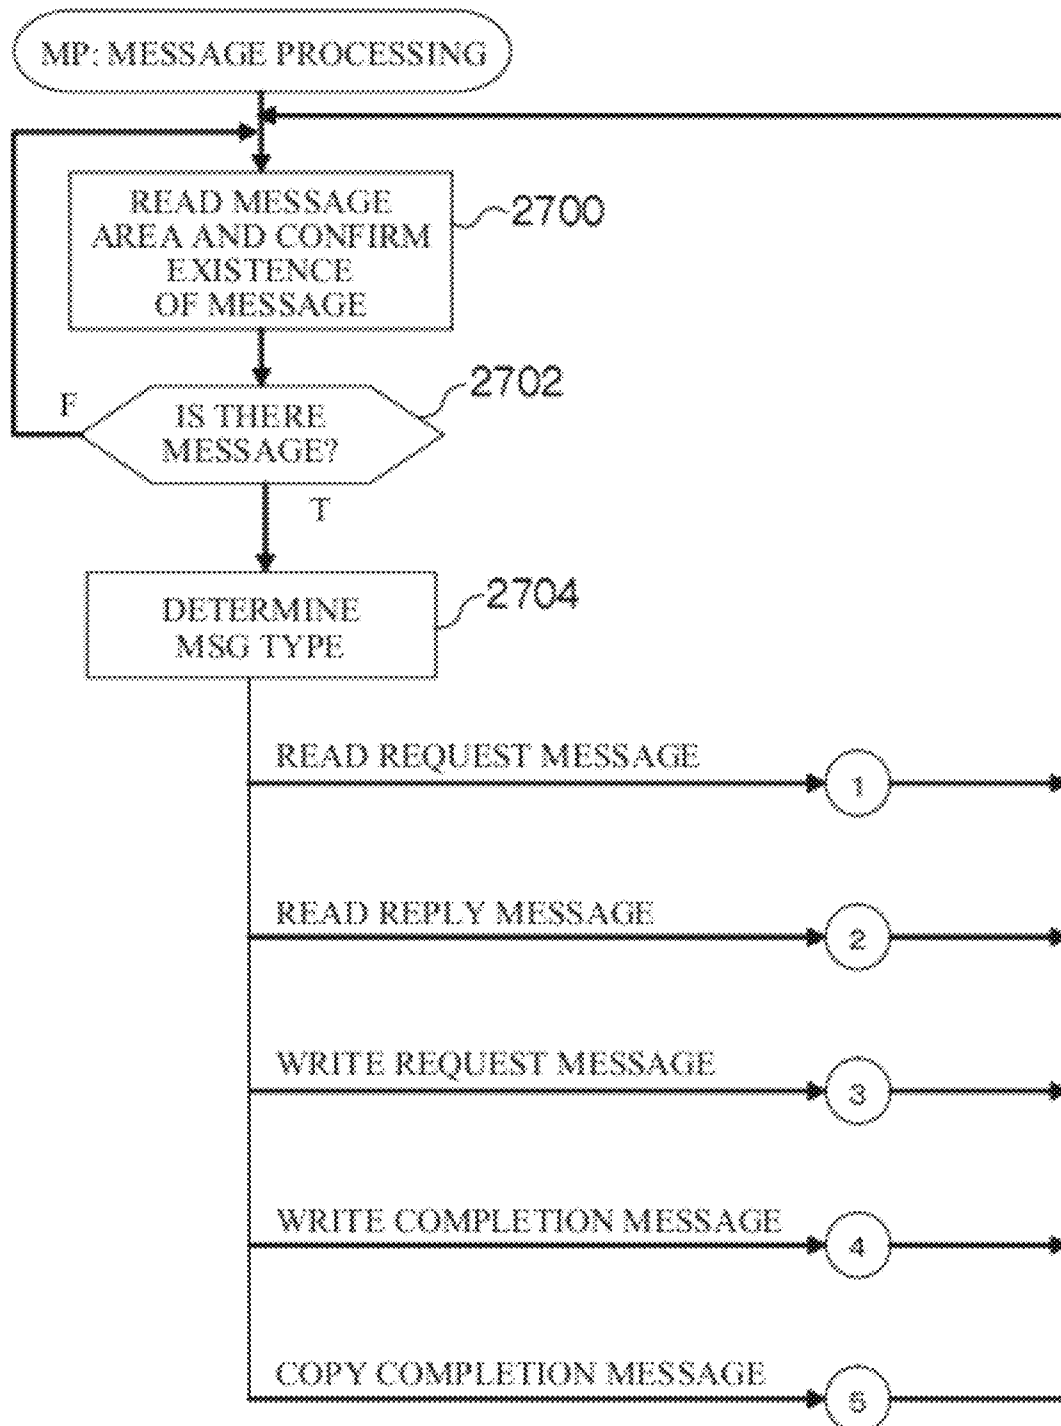 MP: MESSAGE PROCESSING
READ MESSAGE
AREA AND CONFIRM
EXISTENCE
OF MESSAGE
2700
F
IS THERE
MESSAGE?
2702
T
DETERMINE
MSG TYPE
2704
READ REQUEST MESSAGE
1
READ REPLY MESSAGE
2
WRITE REQUEST MESSAGE
3
WRITE COMPLETION MESSAGE
4
COPY COMPLETION MESSAGE
5